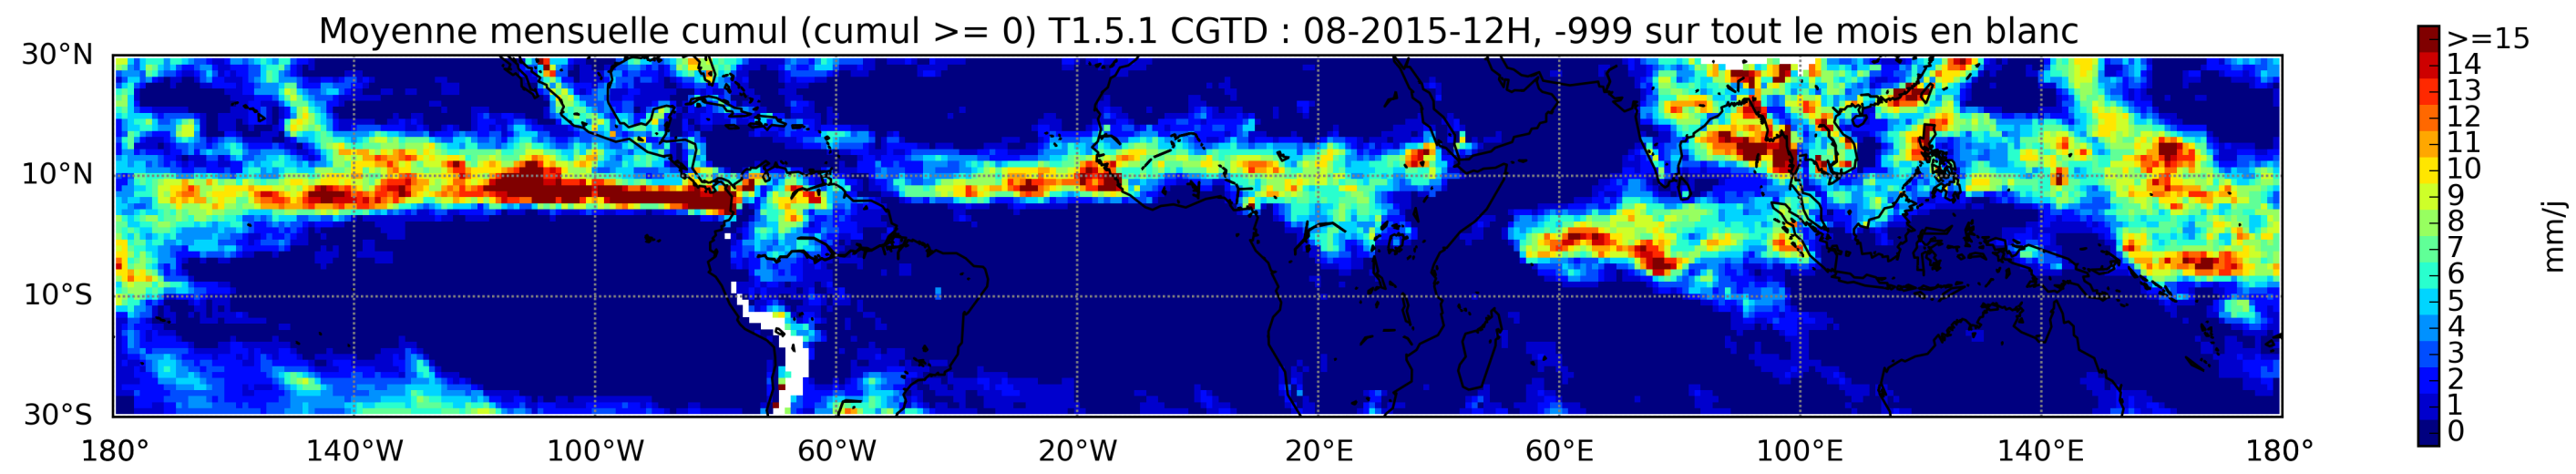 Moyenne mensuelle cumul (cumul >= 0) T1.5.1 CGTD : 08-2015-12H, -999 sur tout le mois en blanc
30°N
10°N
10°S
30°S
180°
140°W
100°W
60°W
20°W
20°E
60°E
100°E
140°E
180°
>=15
14
13
12
11
10
9
8
7
6
5
4
3
2
1
0
mm/j